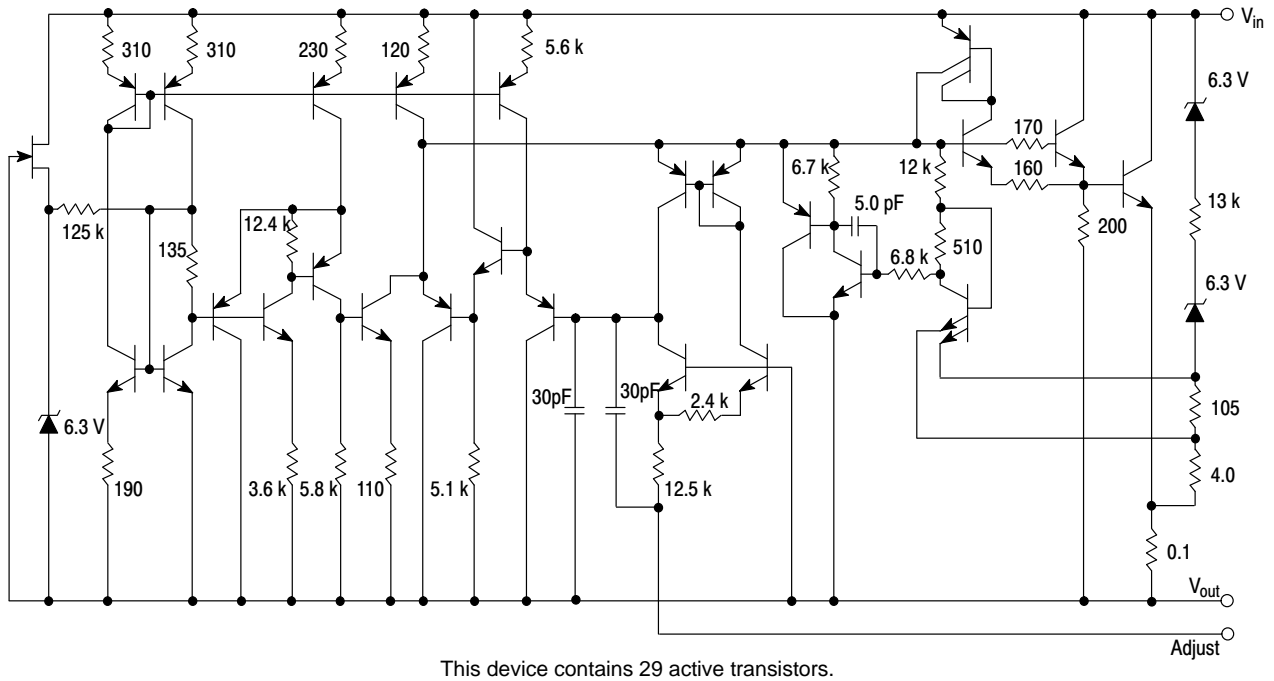 V_in
310
310
230
120
5.6 k
6.3 V
170
6.7 k
12 k
160
5.0 pF
13 k
125 k
12.4 k
200
135
510
6.8 k
6.3 V
30pF
30pF
2.4 k
105
6.3 V
190
3.6 k
5.8 k
110
5.1 k
12.5 k
4.0
0.1
V_out
Adjust
This device contains 29 active transistors.